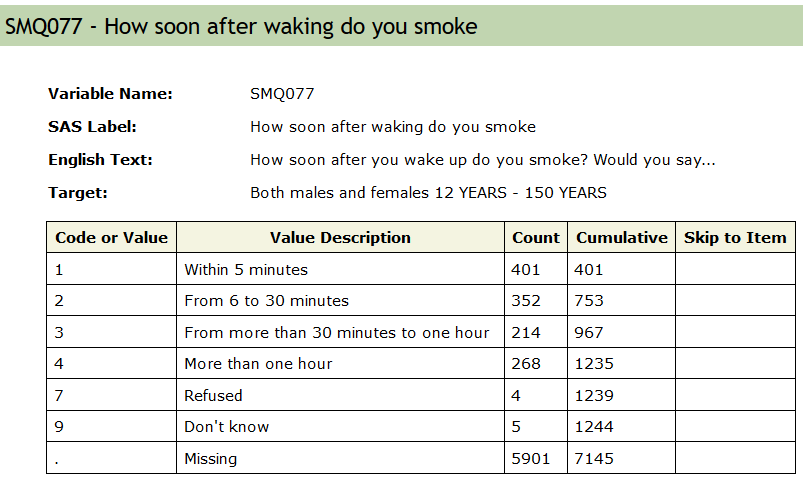 SMQ077 - How soon after waking do you smoke
Variable Name: SMQ077
SAS Label: How soon after waking do you smoke
English Text: How soon after you wake up do you smoke? Would you say...
Target: Both males and females 12 YEARS - 150 YEARS
Code or Value Value Description Count Cumulative Skip to Item
1 Within 5 minutes 401 401
2 From 6 to 30 minutes 352 753
3 From more than 30 minutes to one hour 214 967
4 More than one hour 268 1235
7 Refused 4 1239
9 Don't know 5 1244
. Missing 5901 7145